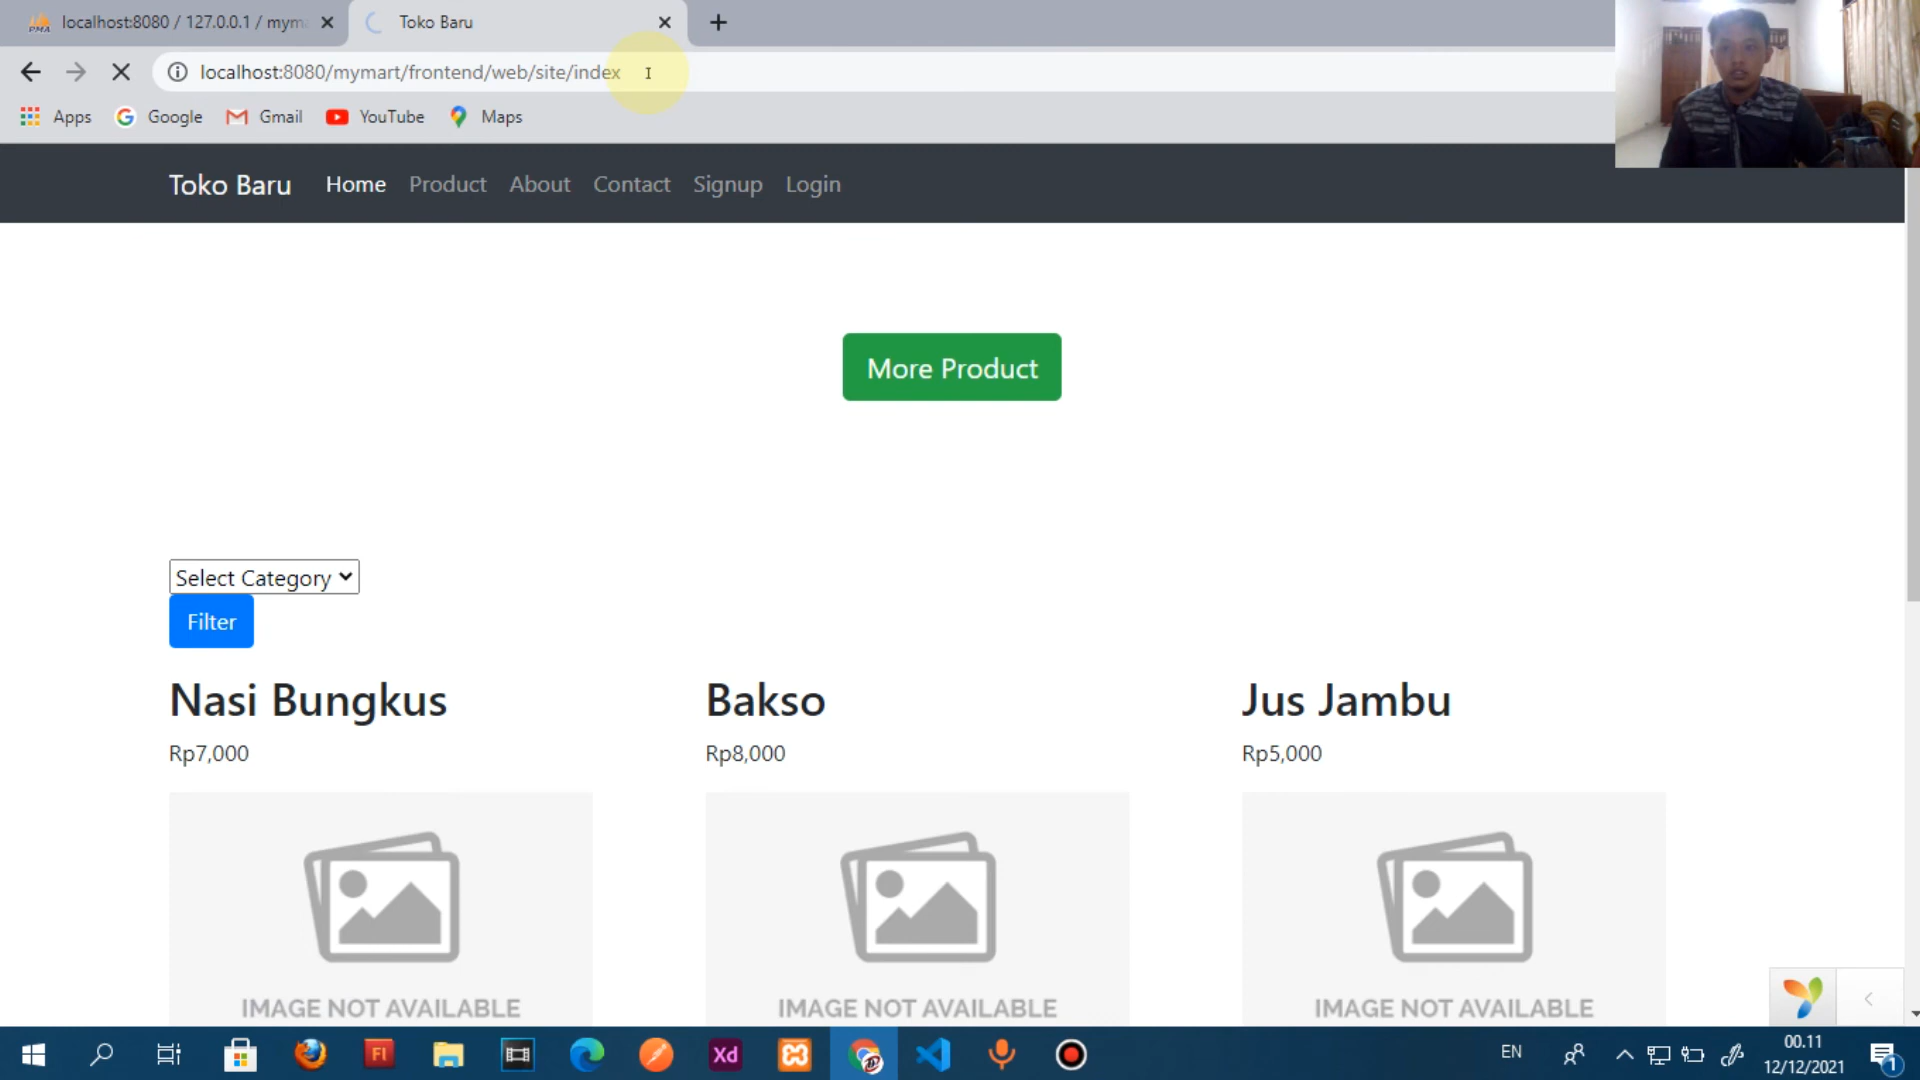 localhost:8080 / 127.0.0.1 / mym
Toko Baru
localhost:8080/mymart/frontend/web/site/index
Apps
Google
Gmail
YouTube
Maps
Toko Baru
Home
Product
About
Contact
Signup
Login
More Product
Select Category
Filter
Nasi Bungkus
Bakso
Jus Jambu
Rp7,000
Rp8,000
Rp5,000
IMAGE NOT AVAILABLE
IMAGE NOT AVAILABLE
IMAGE NOT AVAILABLE
Fl
Xd
EN
00.11
12/12/2021
1